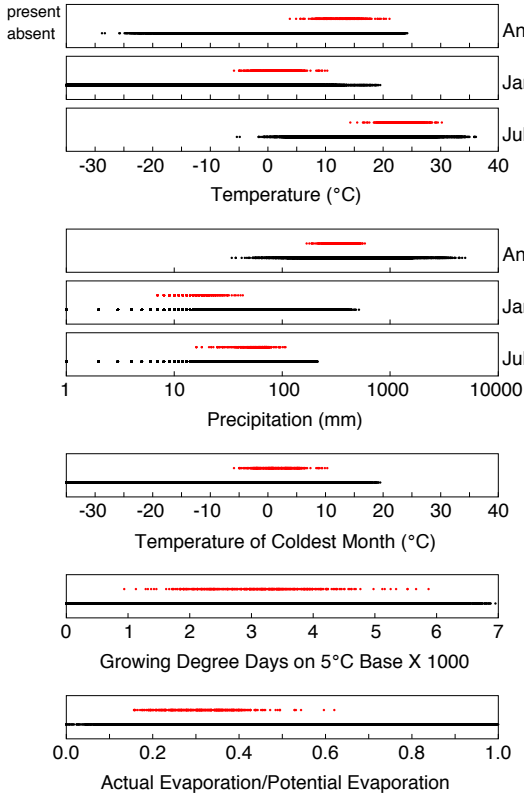 present
absent
An
Jan
Jul
-30 -20 -10 0 10 20 30 40
Temperature (°C)
An
Jan
Jul
1 10 100 1000 10000
Precipitation (mm)
-30 -20 -10 0 10 20 30 40
Temperature of Coldest Month (°C)
0 1 2 3 4 5 6 7
Growing Degree Days on 5°C Base X 1000
0.0 0.2 0.4 0.6 0.8 1.0
Actual Evaporation/Potential Evaporation